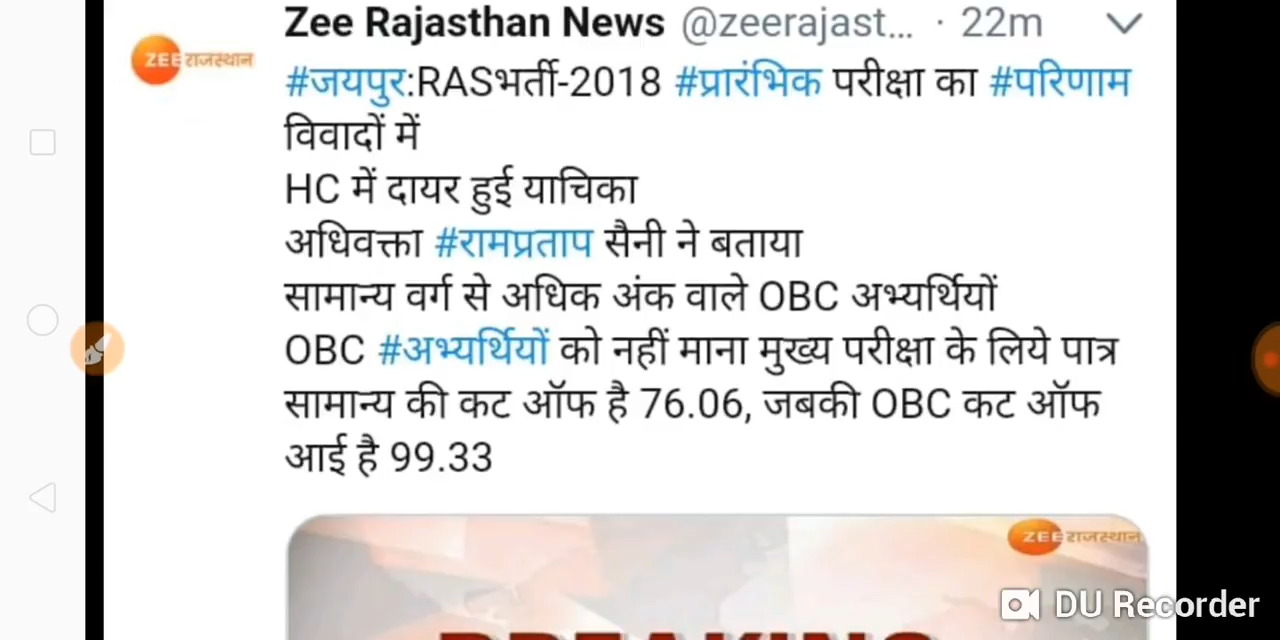 Zee Rajasthan News @zeerajast... · 22m
ZEE राजस्थान
#जयपुर:RASभर्ती-2018 #प्रारंभिक परीक्षा का #परिणाम
विवादों में
HC में दायर हुई याचिका
अधिवक्ता #रामप्रताप सैनी ने बताया
सामान्य वर्ग से अधिक अंक वाले OBC अभ्यर्थियों
OBC #अभ्यर्थियों को नहीं माना मुख्य परीक्षा के लिये पात्र
सामान्य की कट ऑफ है 76.06, जबकी OBC कट ऑफ
आई है 99.33
ZEE राजस्थान
DU Recorder
BREAKING